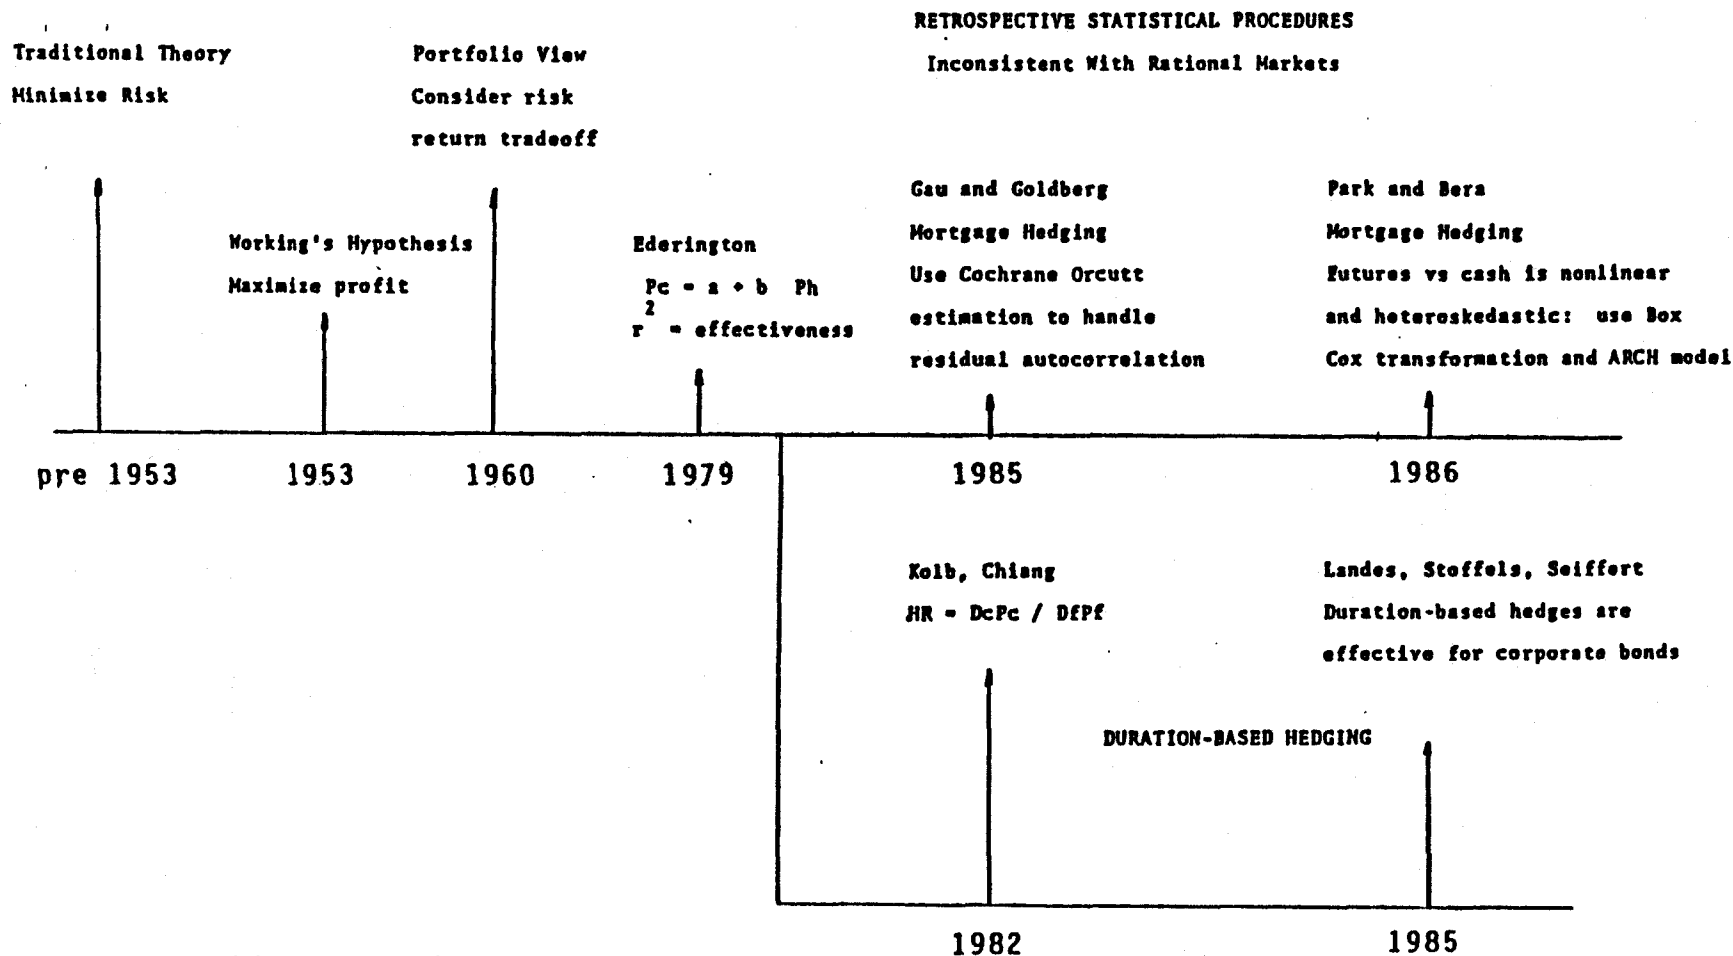 RETROSPECTIVE STATISTICAL PROCEDURES
Inconsistent With Rational Markets
Traditional Theory
Minimize Risk
Portfolio View
Consider risk
return tradeoff
Working's Hypothesis
Maximize profit
Ederington
Pc = a + b Ph
r² = effectiveness
Gau and Goldberg
Mortgage Hedging
Use Cochrane Orcutt
estimation to handle
residual autocorrelation
Park and Bera
Mortgage Hedging
Futures vs cash is nonlinear
and heteroskedastic: use Box
Cox transformation and ARCH model
pre 1953
1953
1960
1979
1985
1986
Kolb, Chiang
HR = DcPc / DfPf
Landes, Stoffels, Seiffert
Duration-based hedges are
effective for corporate bonds
DURATION-BASED HEDGING
1982
1985